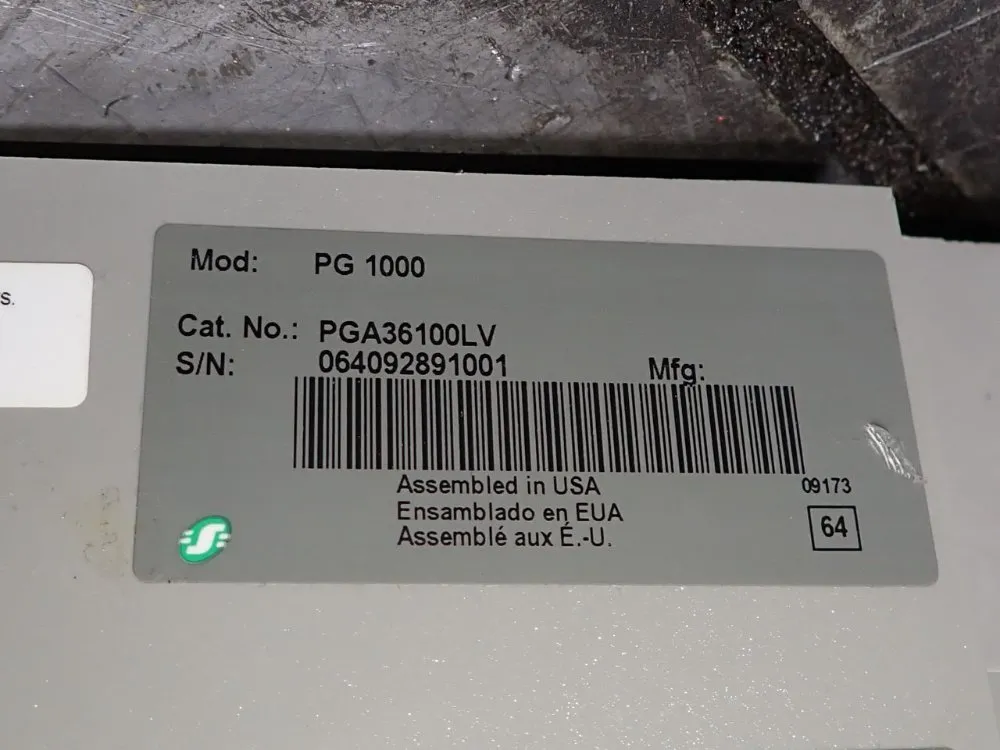 Mod: PG 1000
s.
Cat. No.: PGA36100LV
S/N: 064092891001 Mfg:
Assembled in USA
09173
Ensamblado en EUA
Assemblé aux É.-U.
64